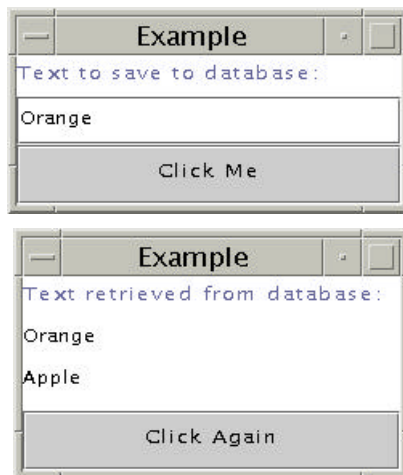 Example
Text to save to database:
Orange
Click Me
Example
Text retrieved from database:
Orange
Apple
Click Again